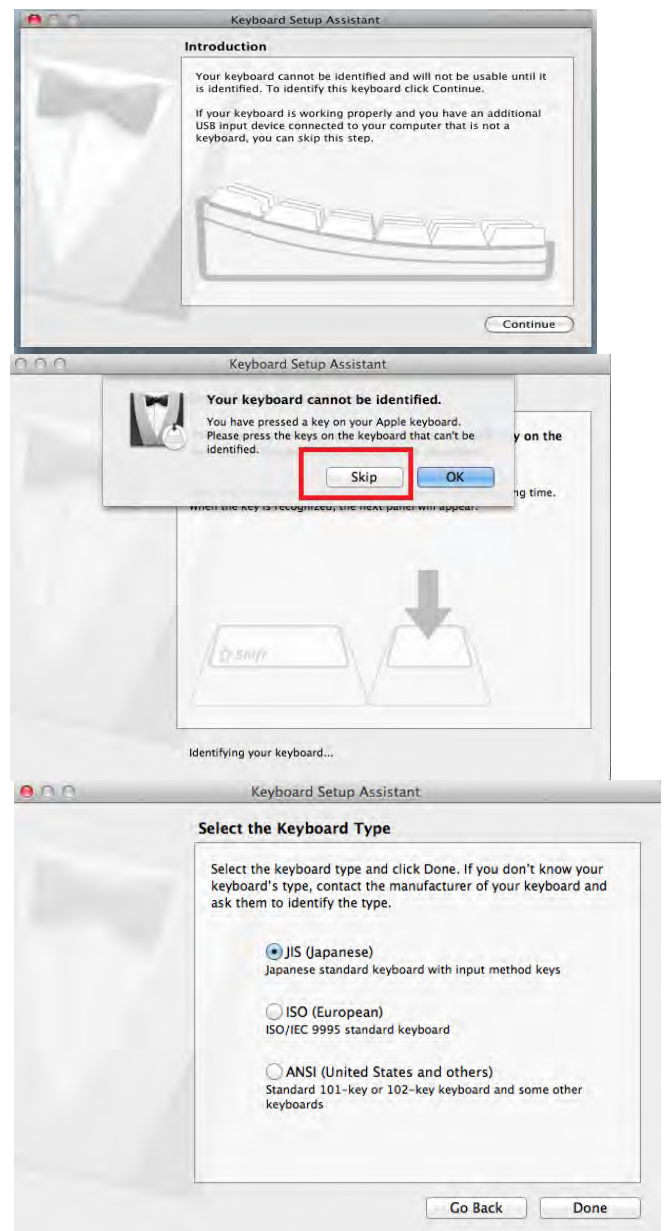 Keyboard Setup Assistant
Introduction
Your keyboard cannot be identified and will not be usable until it
is identified. To identify this keyboard click Continue.
If your keyboard is working properly and you have an additional
USB input device connected to your computer that is not a
keyboard, you can skip this step.
Continue
Keyboard Setup Assistant
Your keyboard cannot be identified.
You have pressed a key on your Apple keyboard.
Please press the keys on the keyboard that can't be
identified.
y on the
Skip
OK
ng time.
When the key is recognized, the next panel will appear.
Shift
Identifying your keyboard...
Keyboard Setup Assistant
Select the Keyboard Type
Select the keyboard type and click Done. If you don't know your
keyboard's type, contact the manufacturer of your keyboard and
ask them to identify the type.
JIS (Japanese)
Japanese standard keyboard with input method keys
ISO (European)
ISO/IEC 9995 standard keyboard
ANSI (United States and others)
Standard 101-key or 102-key keyboard and some other
keyboards
Go Back
Done